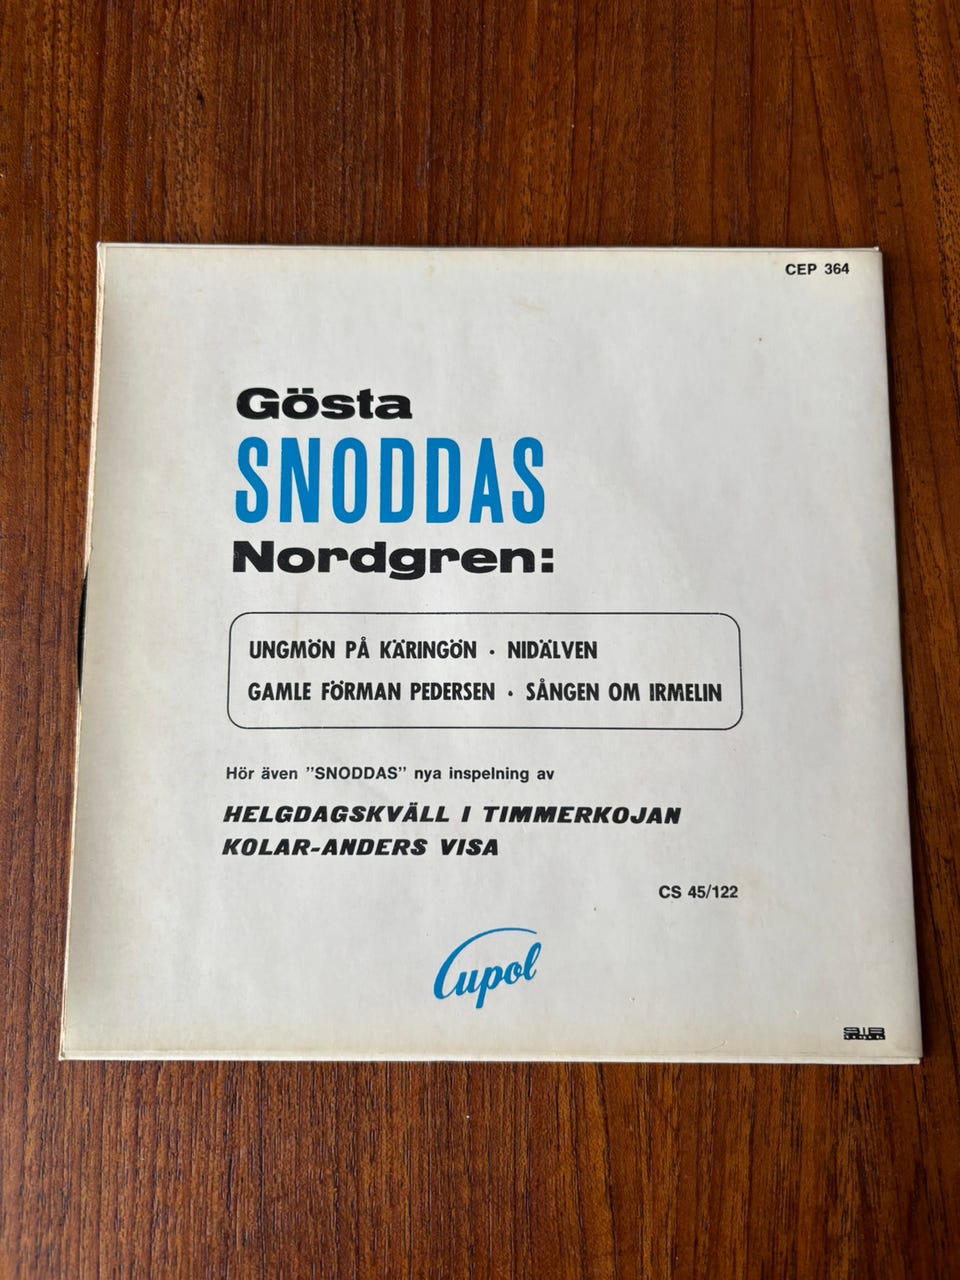 CEP 364
Gösta
SNODDAS
Nordgren:
UNGMÖN PÅ KÄRINGÖN · NIDÄLVEN
GAMLE FÖRMAN PEDERSEN · SÅNGEN OM IRMELIN
Hör även "SNODDAS" nya inspelning av
HELGDAGSKVÄLL I TIMMERKOJAN
KOLAR-ANDERS VISA
CS 45/122
Cupol